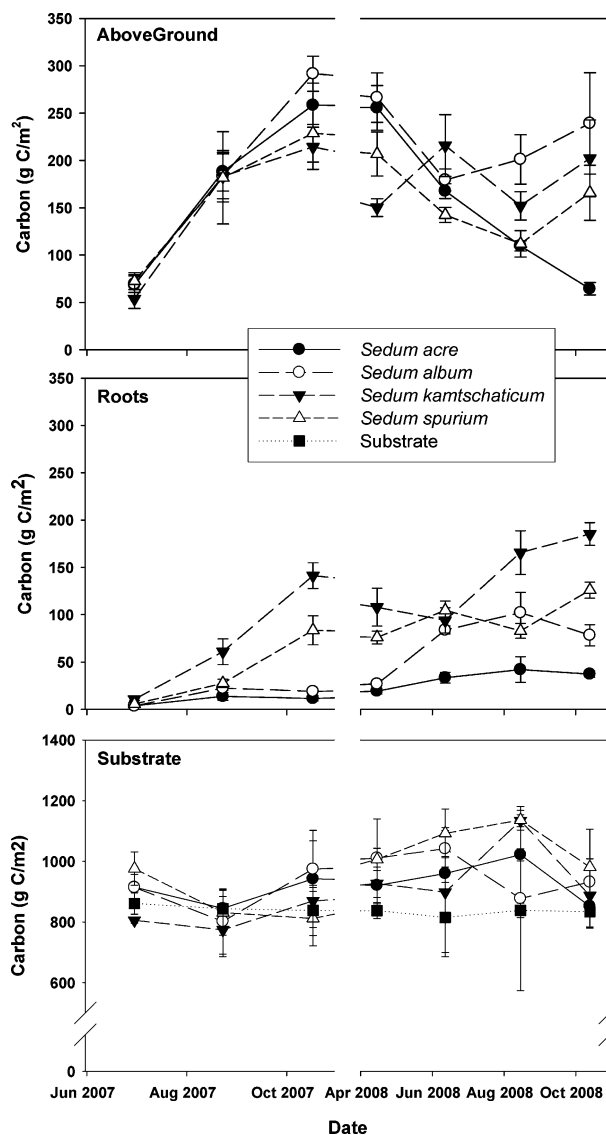 350
AboveGround
300
250
200
150
100
50
0
Carbon (g C/m²)
Sedum acre
Sedum album
Sedum kamtschaticum
Sedum spurium
Substrate
350
Roots
300
250
200
150
100
50
0
Carbon (g C/m²)
1400
Substrate
1200
1000
800
600
0
Carbon (g C/m2)
Jun 2007 Aug 2007 Oct 2007 Apr 2008 Jun 2008 Aug 2008 Oct 2008
Date